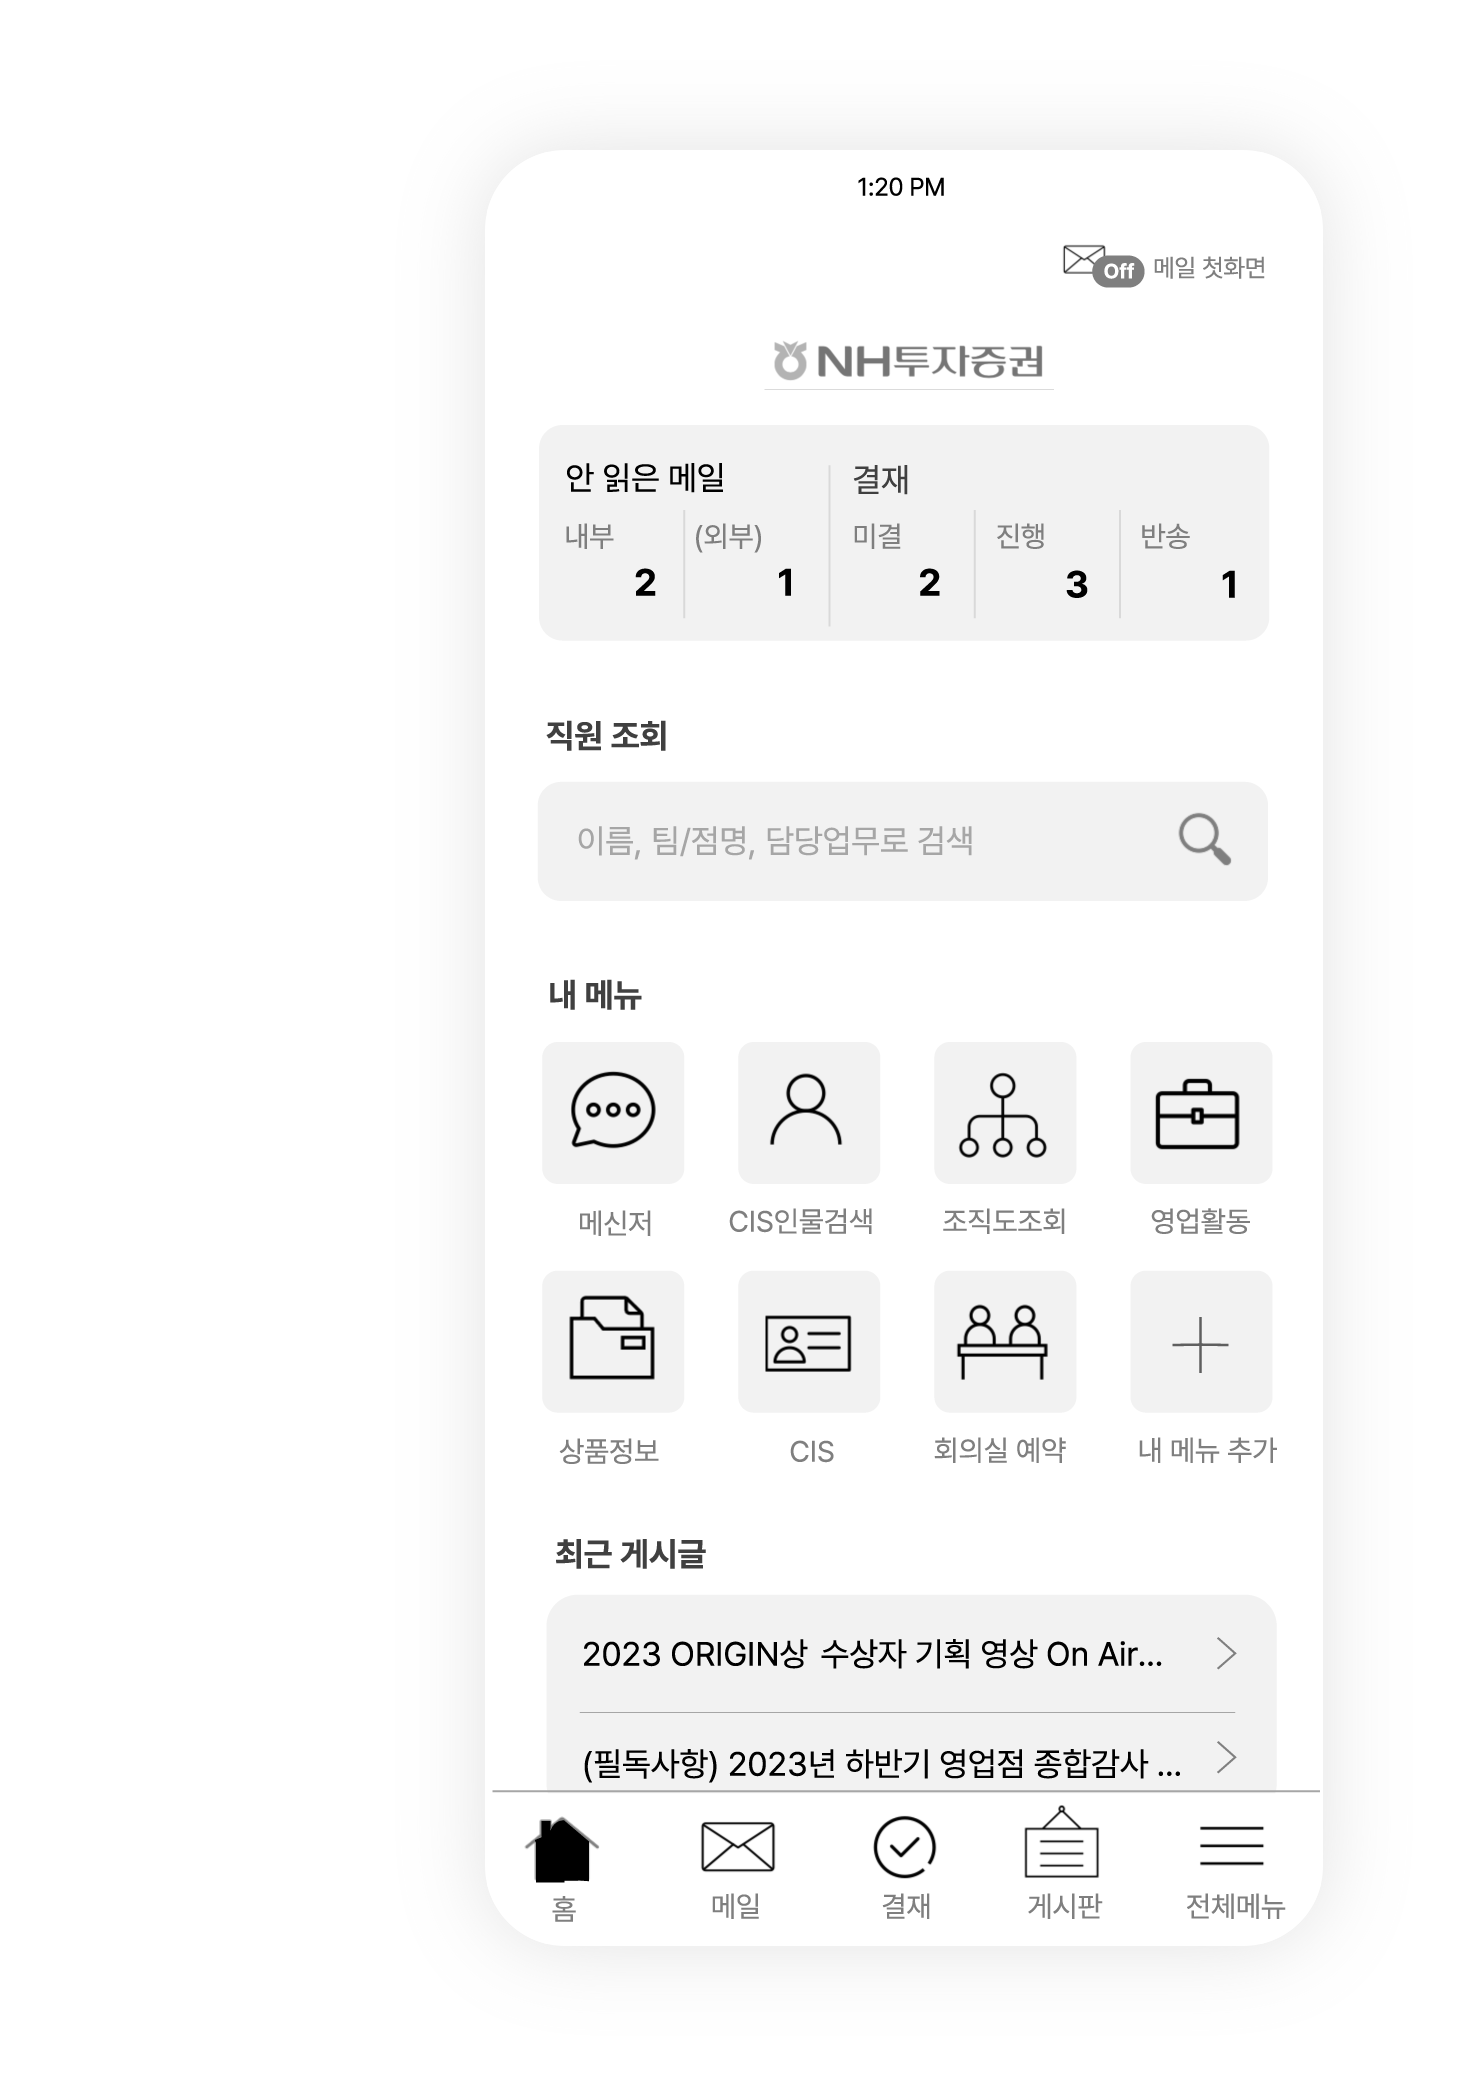 1:20 PM
Off 메일 첫화면
NH투자증권
안 읽은 메일 결재
내부 (외부) 미결 진행 반송
2 1 2 3 1
직원 조회
이름, 팀/점명, 담당업무로 검색
내 메뉴
메신저 CIS인물검색 조직도조회 영업활동
상품정보 CIS 회의실 예약 내 메뉴 추가
최근 게시글
2023 ORIGIN상 수상자 기획 영상 On Air...
(필독사항) 2023년 하반기 영업점 종합감사 ...
홈 메일 결재 게시판 전체메뉴